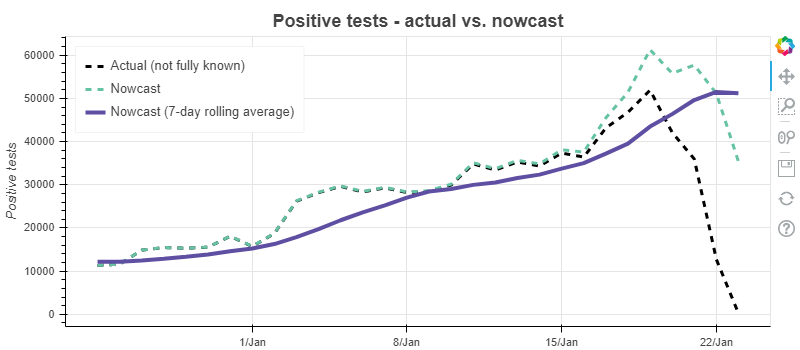 Positive tests - actual vs. nowcast
Actual (not fully known)
Nowcast
Nowcast (7-day rolling average)
Positive tests
60000
50000
40000
30000
20000
10000
0
1/Jan
8/Jan
15/Jan
22/Jan